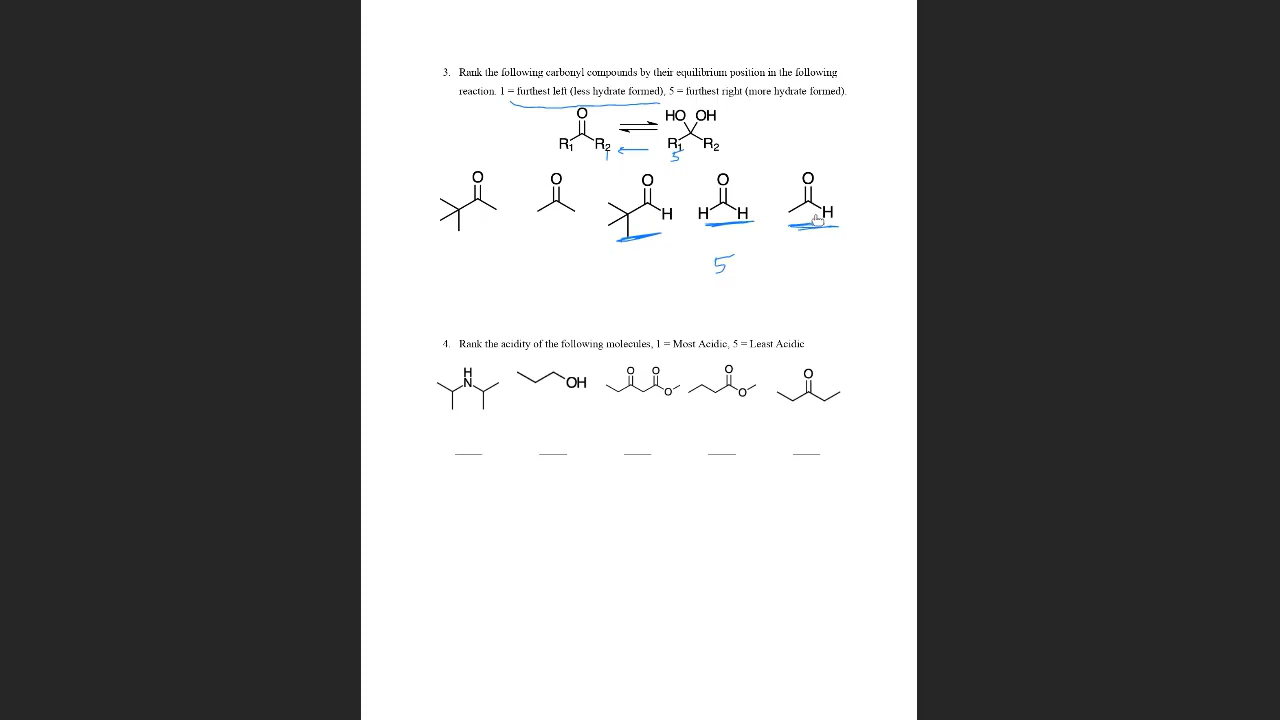 3. Rank the following carbonyl compounds by their equilibrium position in the following
reaction. 1 = furthest left (less hydrate formed), 5 = furthest right (more hydrate formed).
O HO OH
R1 R2 R1 R2
1 5
O O O O O
H H H H
5
4. Rank the acidity of the following molecules, 1 = Most Acidic, 5 = Least Acidic
H O O O O
N OH O O